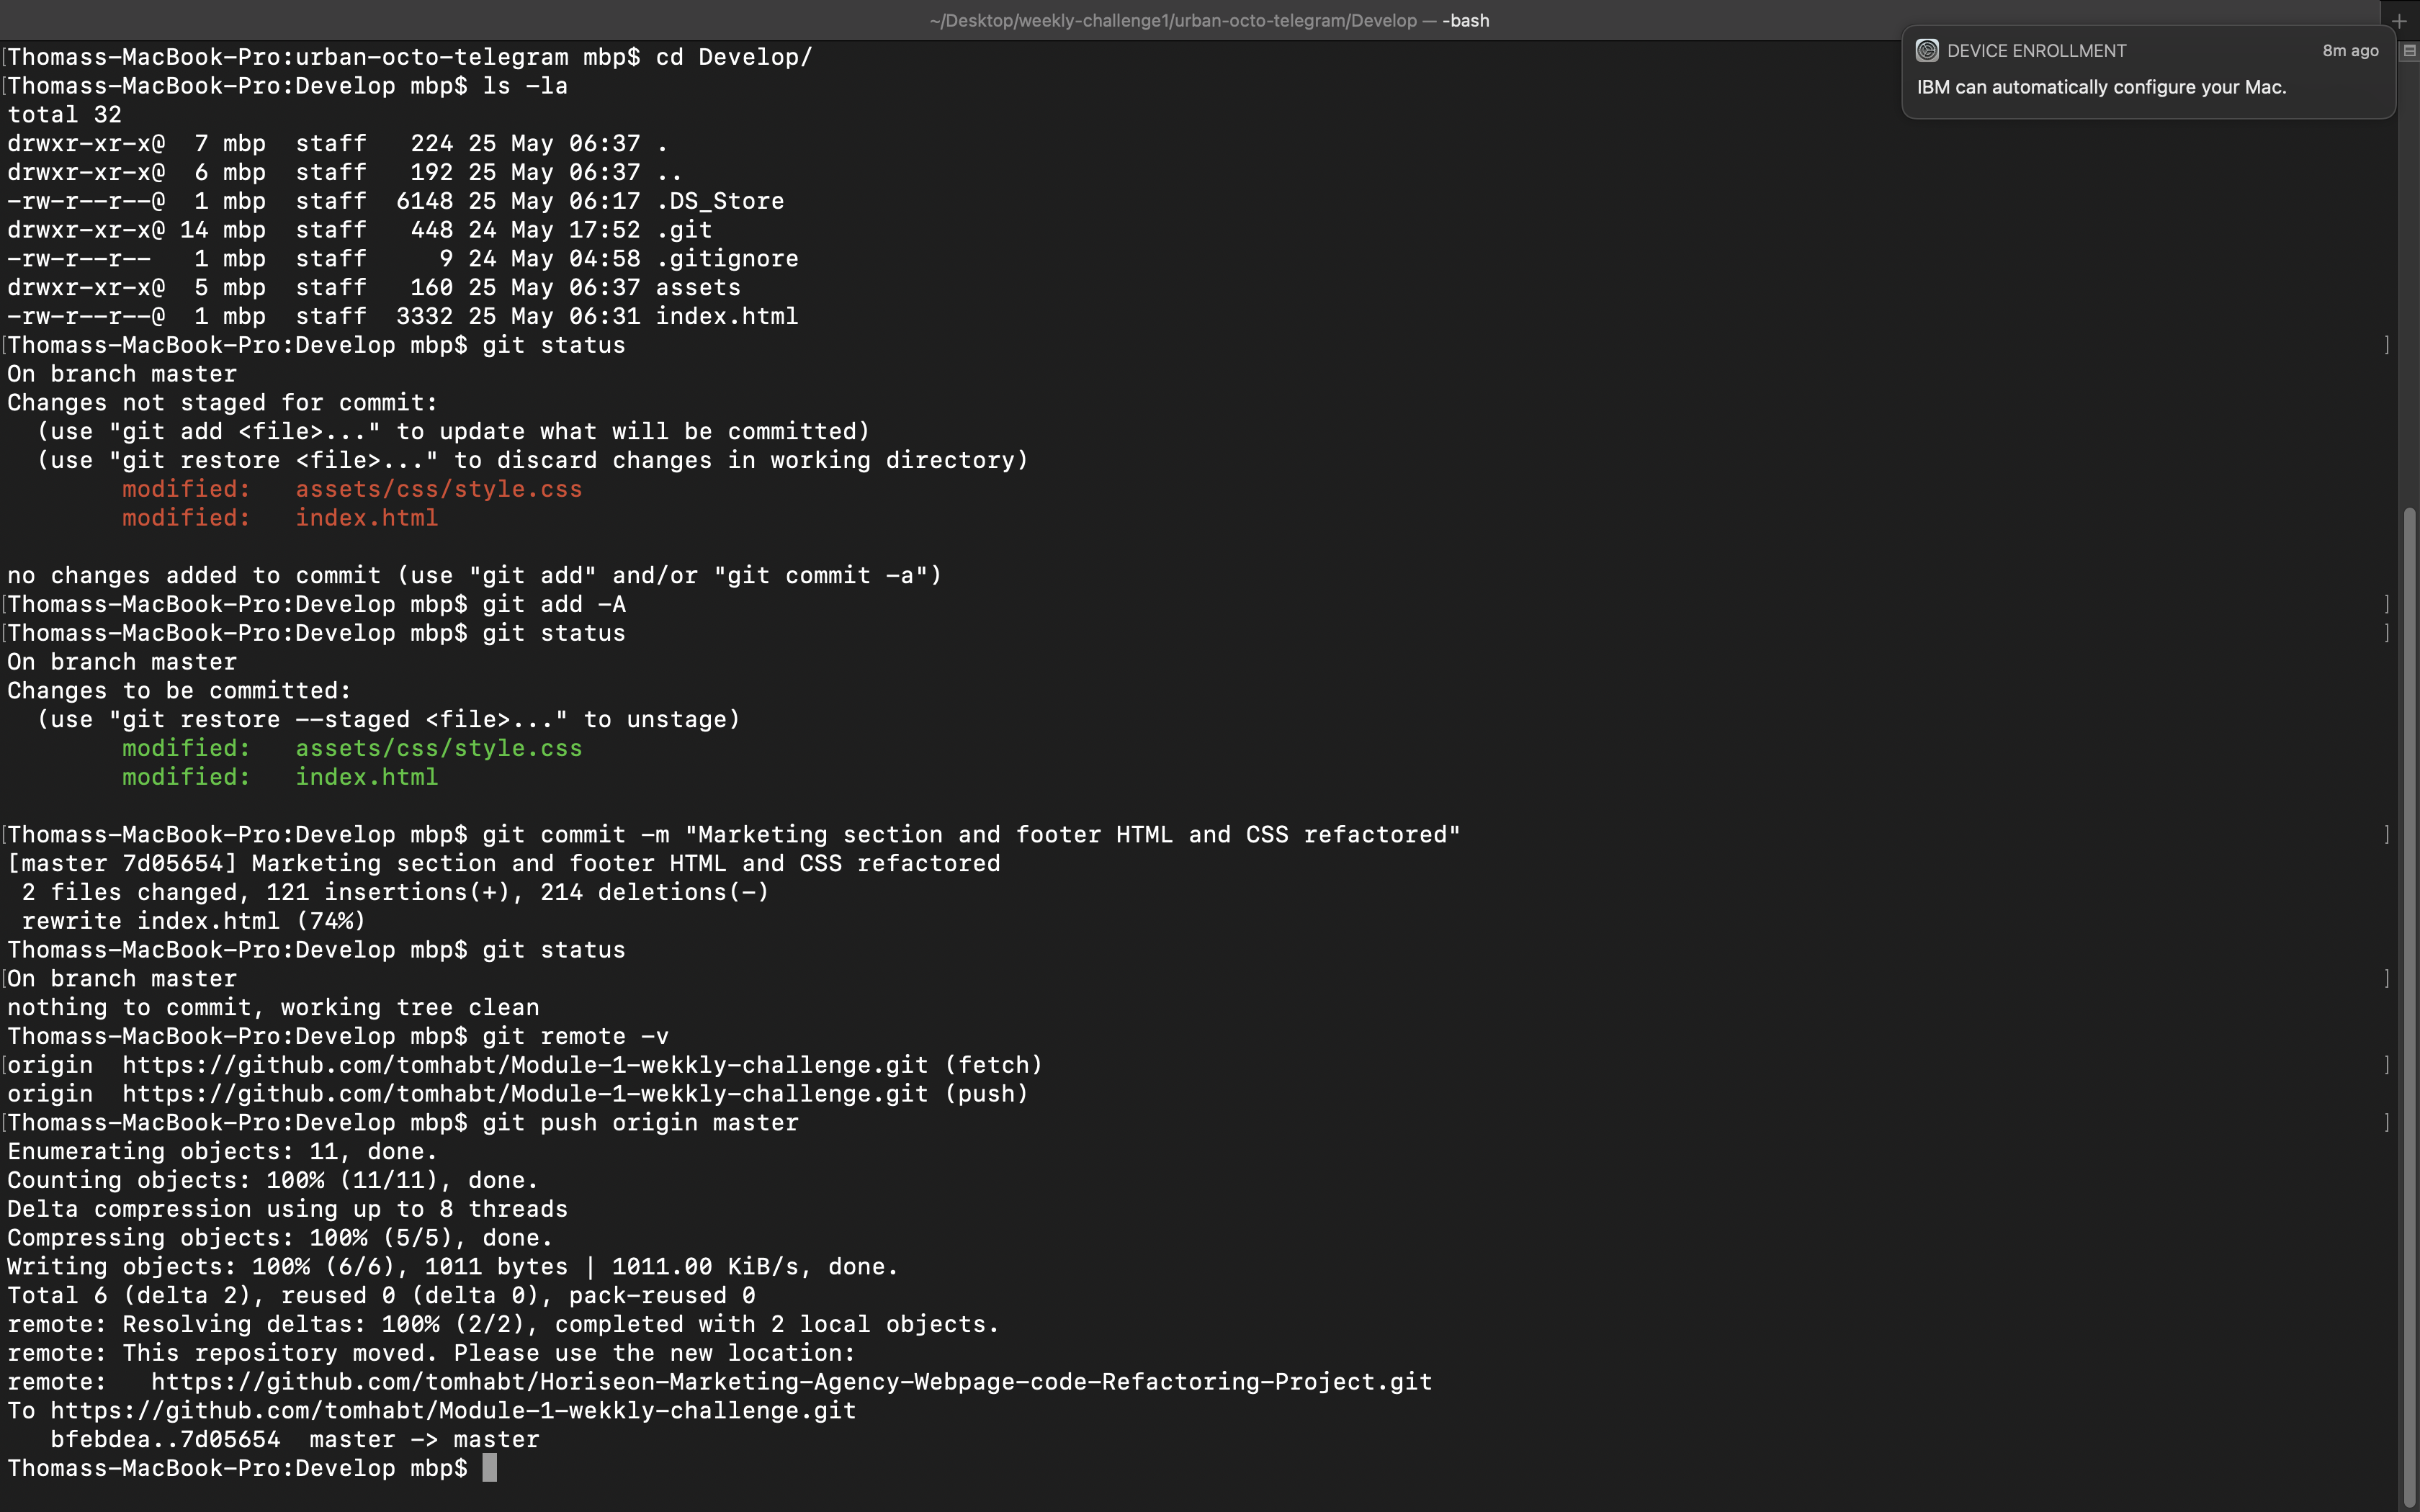 ~/Desktop/weekly-challenge1/urban-octo-telegram/Develop — -bash
DEVICE ENROLLMENT 8m ago
IBM can automatically configure your Mac.
[Thomass-MacBook-Pro:urban-octo-telegram mbp$ cd Develop/
[Thomass-MacBook-Pro:Develop mbp$ ls -la
total 32
drwxr-xr-x@  7 mbp  staff   224 25 May 06:37 .
drwxr-xr-x@  6 mbp  staff   192 25 May 06:37 ..
-rw-r--r--@  1 mbp  staff  6148 25 May 06:17 .DS_Store
drwxr-xr-x@ 14 mbp  staff   448 24 May 17:52 .git
-rw-r--r--   1 mbp  staff     9 24 May 04:58 .gitignore
drwxr-xr-x@  5 mbp  staff   160 25 May 06:37 assets
-rw-r--r--@  1 mbp  staff  3332 25 May 06:31 index.html
[Thomass-MacBook-Pro:Develop mbp$ git status ]
On branch master
Changes not staged for commit:
  (use "git add <file>..." to update what will be committed)
  (use "git restore <file>..." to discard changes in working directory)
        modified:   assets/css/style.css
        modified:   index.html
no changes added to commit (use "git add" and/or "git commit -a")
[Thomass-MacBook-Pro:Develop mbp$ git add -A ]
[Thomass-MacBook-Pro:Develop mbp$ git status ]
On branch master
Changes to be committed:
  (use "git restore --staged <file>..." to unstage)
        modified:   assets/css/style.css
        modified:   index.html
[Thomass-MacBook-Pro:Develop mbp$ git commit -m "Marketing section and footer HTML and CSS refactored" ]
[master 7d05654] Marketing section and footer HTML and CSS refactored
 2 files changed, 121 insertions(+), 214 deletions(-)
 rewrite index.html (74%)
Thomass-MacBook-Pro:Develop mbp$ git status
[On branch master ]
nothing to commit, working tree clean
Thomass-MacBook-Pro:Develop mbp$ git remote -v
[origin  https://github.com/tomhabt/Module-1-wekkly-challenge.git (fetch) ]
origin  https://github.com/tomhabt/Module-1-wekkly-challenge.git (push)
[Thomass-MacBook-Pro:Develop mbp$ git push origin master ]
Enumerating objects: 11, done.
Counting objects: 100% (11/11), done.
Delta compression using up to 8 threads
Compressing objects: 100% (5/5), done.
Writing objects: 100% (6/6), 1011 bytes | 1011.00 KiB/s, done.
Total 6 (delta 2), reused 0 (delta 0), pack-reused 0
remote: Resolving deltas: 100% (2/2), completed with 2 local objects.
remote: This repository moved. Please use the new location:
remote:   https://github.com/tomhabt/Horiseon-Marketing-Agency-Webpage-code-Refactoring-Project.git
To https://github.com/tomhabt/Module-1-wekkly-challenge.git
   bfebdea..7d05654  master -> master
Thomass-MacBook-Pro:Develop mbp$